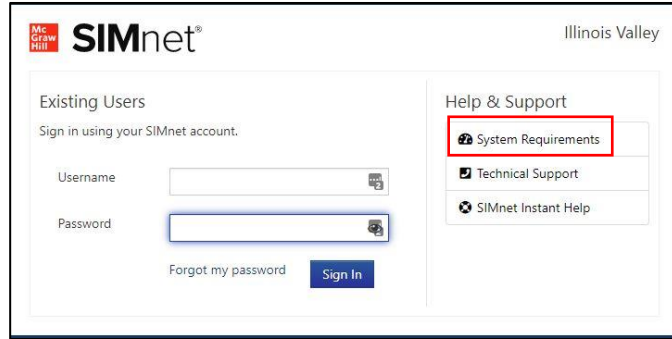 Mc
Graw
Hill
SIMnet®
Illinois Valley
Existing Users
Sign in using your SIMnet account.
Username
Password
Forgot my password
Sign In
Help & Support
System Requirements
Technical Support
SIMnet Instant Help